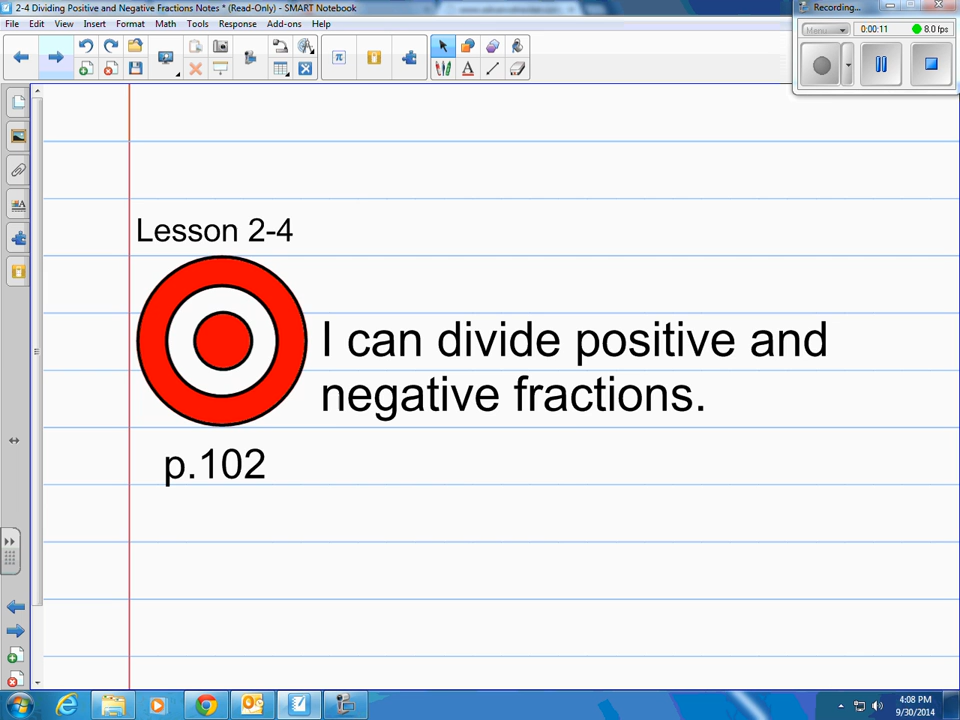 2-4 Dividing Positive and Negative Fractions Notes * (Read-Only) - SMART Notebook
Recording...
File Edit View Insert Format Math Tools Response Add-ons Help
Menu
0:00:11 8.0 fps
Lesson 2-4
I can divide positive and
negative fractions.
p.102
4:08 PM
9/30/2014